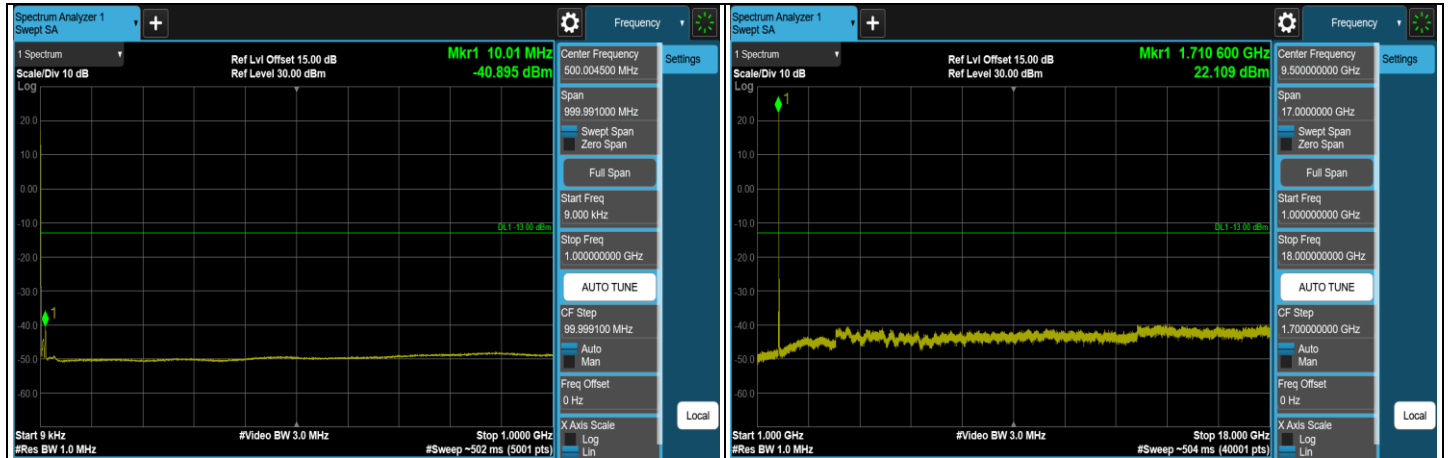 Spectrum Analyzer 1
Swept SA
+
Frequency
1 Spectrum
Scale/Div 10 dB
Log
Ref Lvl Offset 15.00 dB
Ref Level 30.00 dBm
Mkr1 10.01 MHz
-40.895 dBm
1
20.0
10.0
0.00
-10.0
-20.0
-30.0
-40.0
-50.0
-60.0
DL1 -13.00 dBm
Start 9 kHz
#Res BW 1.0 MHz
#Video BW 3.0 MHz
Stop 1.0000 GHz
#Sweep ~502 ms (5001 pts)
Center Frequency
500.004500 MHz
Span
999.991000 MHz
Swept Span
Zero Span
Full Span
Start Freq
9.000 kHz
Stop Freq
1.000000000 GHz
AUTO TUNE
CF Step
99.999100 MHz
Auto
Man
Freq Offset
0 Hz
X Axis Scale
Log
Lin
Settings
Local
Spectrum Analyzer 1
Swept SA
+
Frequency
1 Spectrum
Scale/Div 10 dB
Log
Ref Lvl Offset 15.00 dB
Ref Level 30.00 dBm
Mkr1 1.710 600 GHz
22.109 dBm
1
20.0
10.0
0.00
-10.0
-20.0
-30.0
-40.0
-50.0
-60.0
DL1 -13.00 dBm
Start 1.000 GHz
#Res BW 1.0 MHz
#Video BW 3.0 MHz
Stop 18.000 GHz
#Sweep ~504 ms (40001 pts)
Center Frequency
9.500000000 GHz
Span
17.0000000 GHz
Swept Span
Zero Span
Full Span
Start Freq
1.000000000 GHz
Stop Freq
18.000000000 GHz
AUTO TUNE
CF Step
1.700000000 GHz
Auto
Man
Freq Offset
0 Hz
X Axis Scale
Log
Lin
Settings
Local